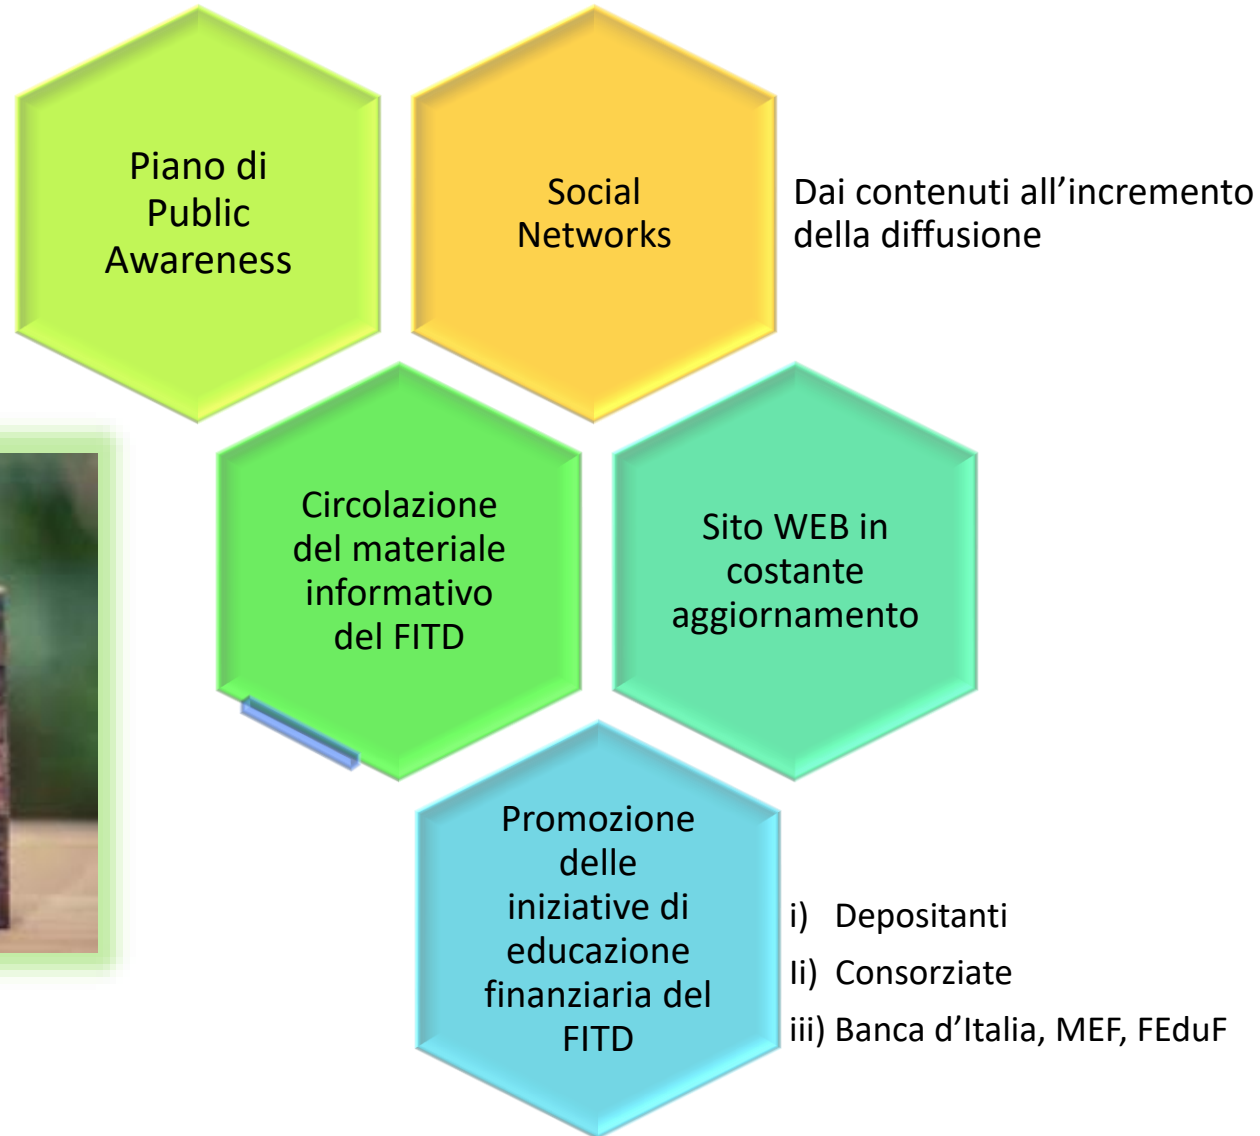 Piano di
Public
Awareness
Social
Networks
Dai contenuti all’incremento
della diffusione
Circolazione
del materiale
informativo
del FITD
Sito WEB in
costante
aggiornamento
Promozione
delle
iniziative di
educazione
finanziaria del
FITD
i) Depositanti
Ii) Consorziate
iii) Banca d’Italia, MEF, FEduF